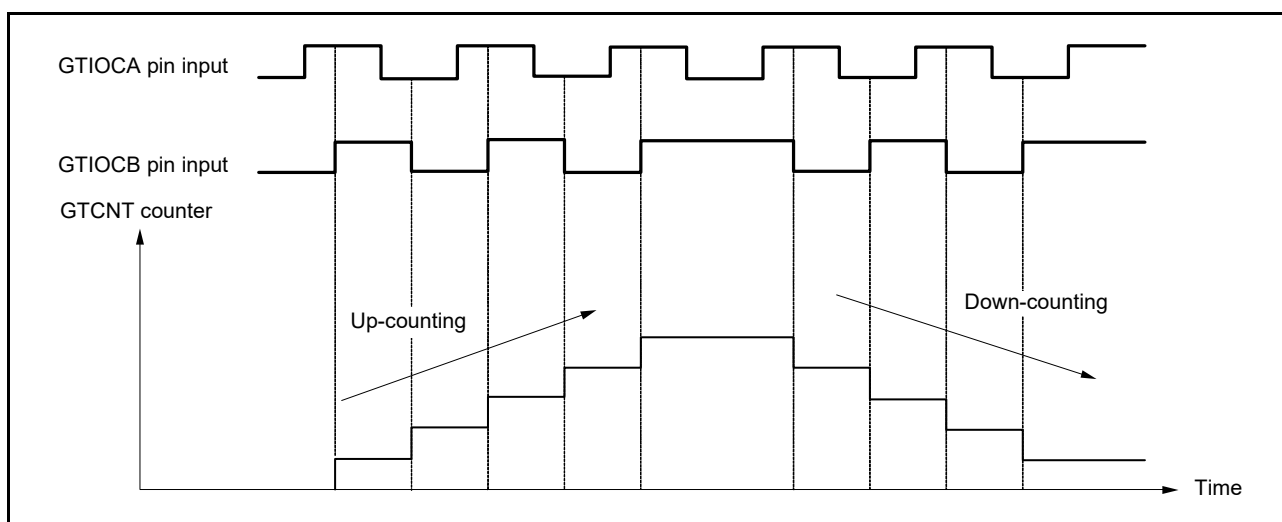 GTIOCA pin input
GTIOCB pin input
GTCNT counter
Up-counting
Down-counting
Time